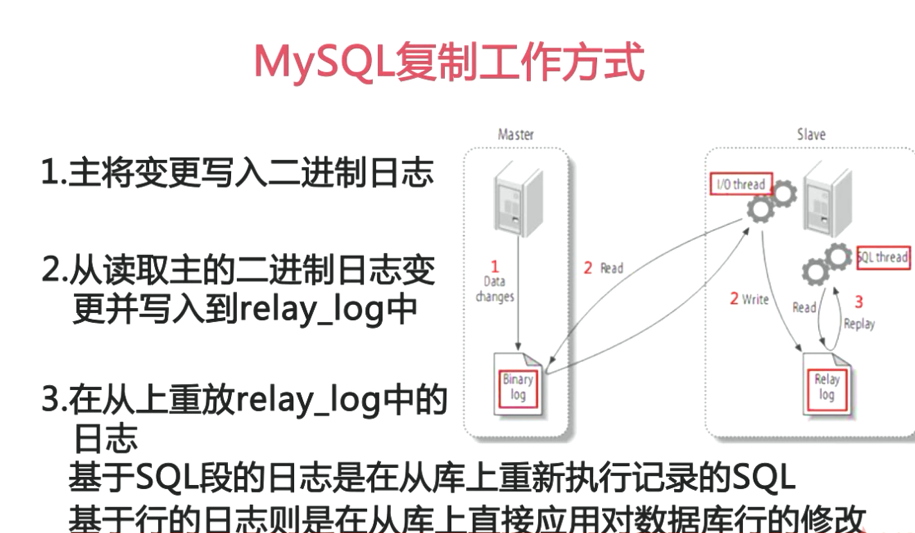 MySQL复制工作方式
1.主将变更写入二进制日志
2.从读取主的二进制日志变
更并写入到relay_log中
3.在从上重放relay_log中的
日志
基于SQL段的日志是在从库上重新执行记录的SQL
基于行的日志则是在从库上直接应用对数据库行的修改
Master
1
Data
changes
Binary
log
2 Read
Slave
I/O thread
SQL thread
2 Write
Read
3
Replay
Relay
log